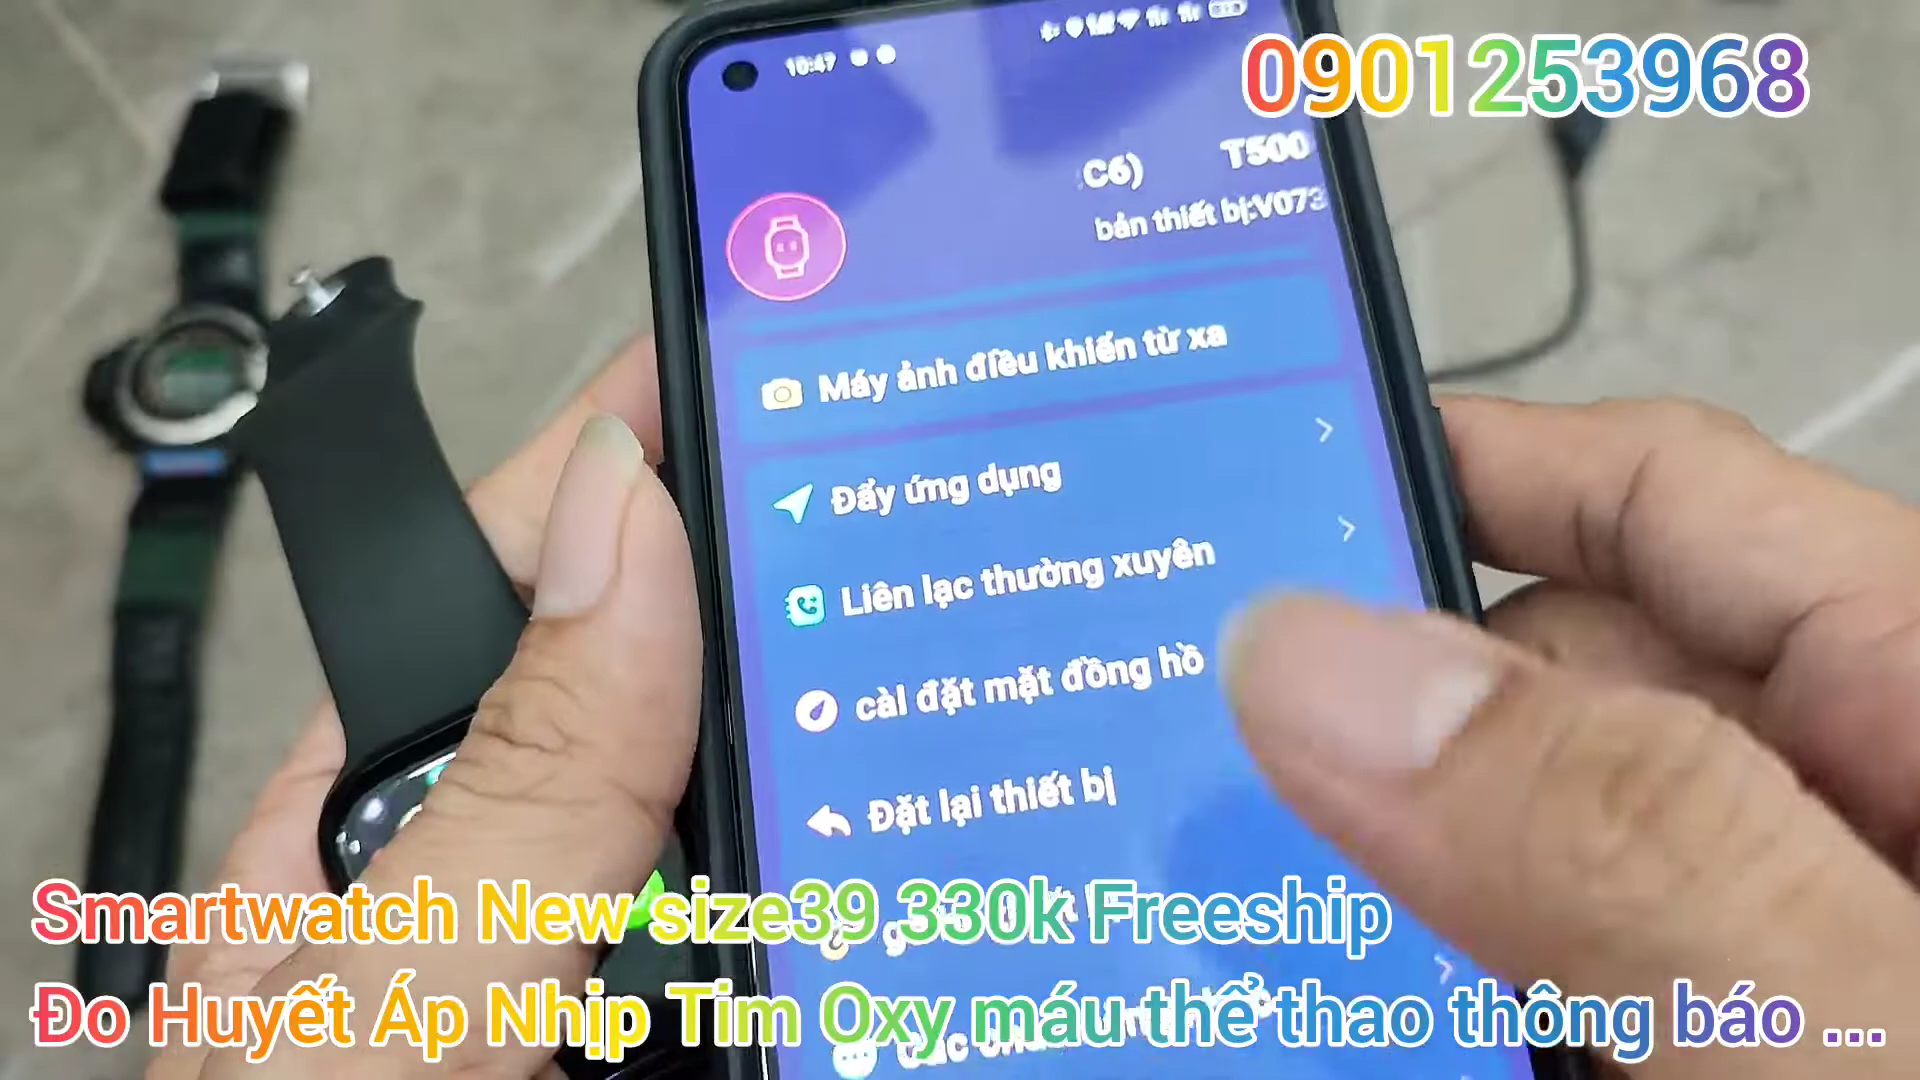 0901253968
10:47
C6) T500
bản thiết bị:V073
Máy ảnh điều khiển từ xa
Đẩy ứng dụng
Liên lạc thường xuyên
cài đặt mặt đồng hồ
Đặt lại thiết bị
Smartwatch New size39 330k Freeship
Đo Huyết Áp Nhịp Tim Oxy máu thể thao thông báo ...